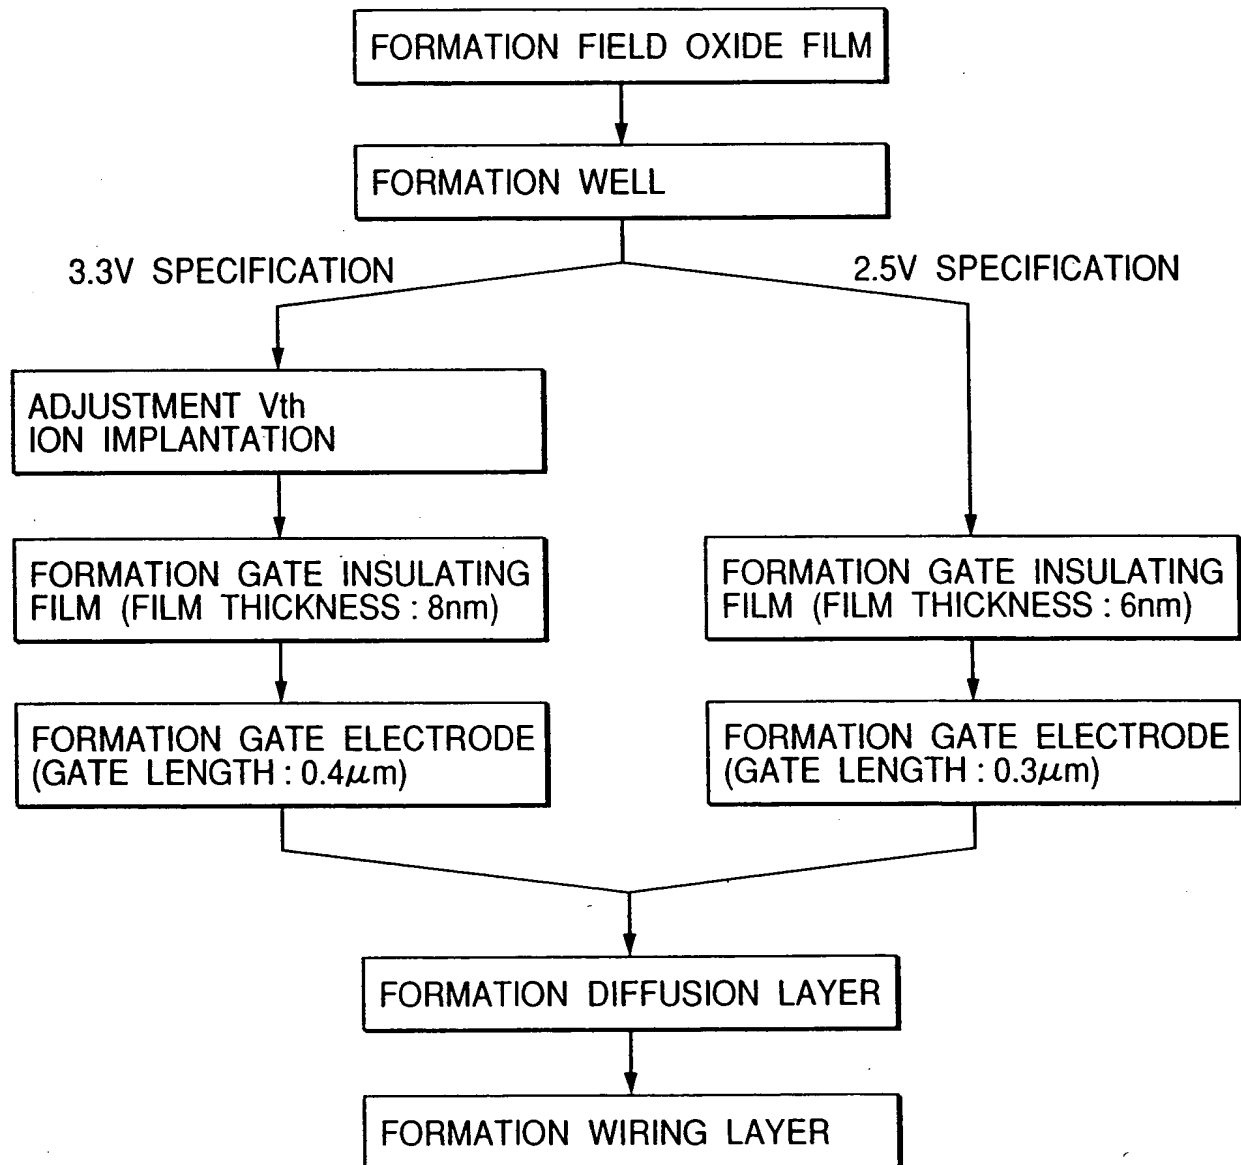 FORMATION FIELD OXIDE FILM
FORMATION WELL
3.3V SPECIFICATION
2.5V SPECIFICATION
ADJUSTMENT Vth
ION IMPLANTATION
FORMATION GATE INSULATING
FILM (FILM THICKNESS : 8nm)
FORMATION GATE INSULATING
FILM (FILM THICKNESS : 6nm)
FORMATION GATE ELECTRODE
(GATE LENGTH : 0.4μm)
FORMATION GATE ELECTRODE
(GATE LENGTH : 0.3μm)
FORMATION DIFFUSION LAYER
FORMATION WIRING LAYER